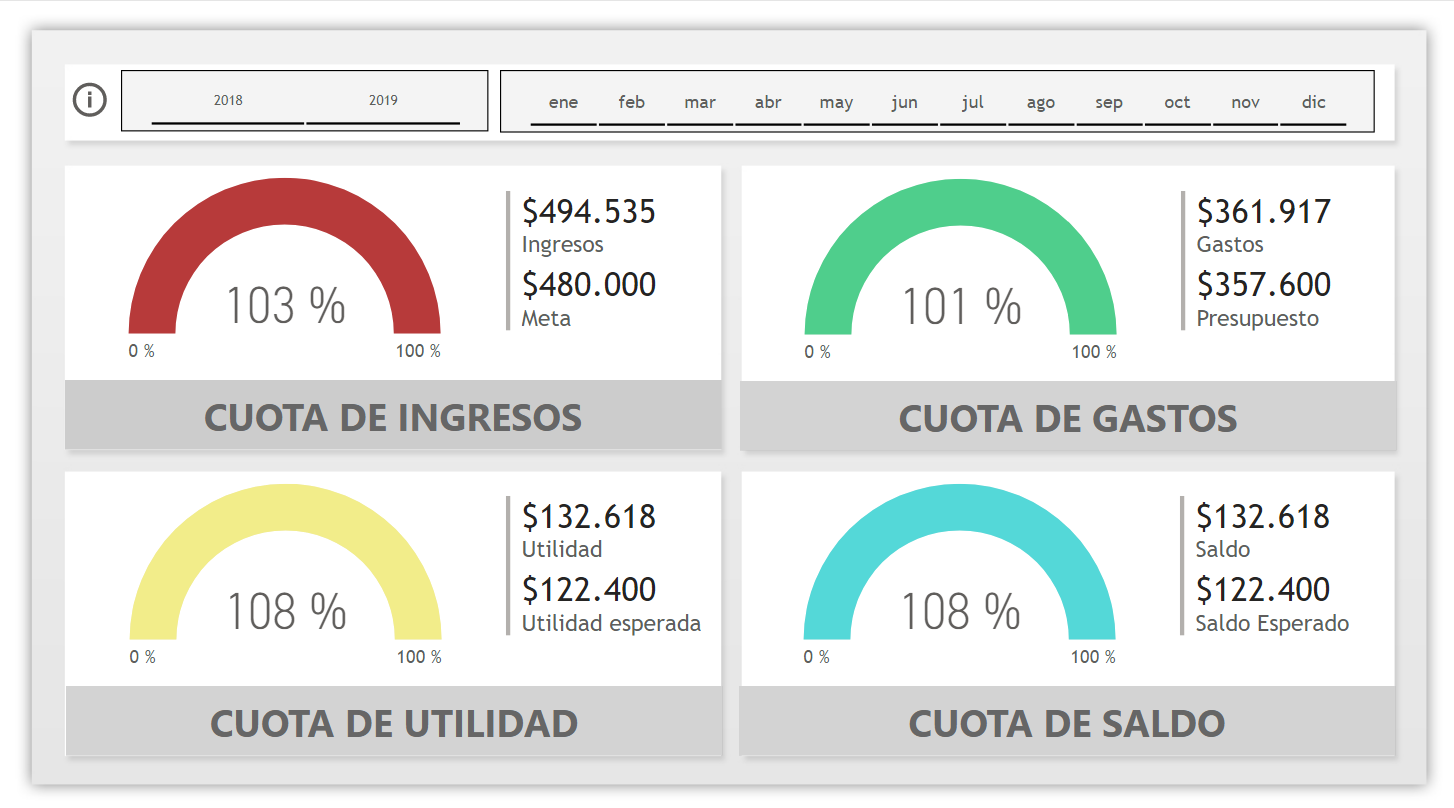 i
2018 2019
ene feb mar abr may jun jul ago sep oct nov dic
$494.535
Ingresos
$480.000
Meta
103 %
0 % 100 %
CUOTA DE INGRESOS
$361.917
Gastos
$357.600
Presupuesto
101 %
0 % 100 %
CUOTA DE GASTOS
$132.618
Utilidad
$122.400
Utilidad esperada
108 %
0 % 100 %
CUOTA DE UTILIDAD
$132.618
Saldo
$122.400
Saldo Esperado
108 %
0 % 100 %
CUOTA DE SALDO